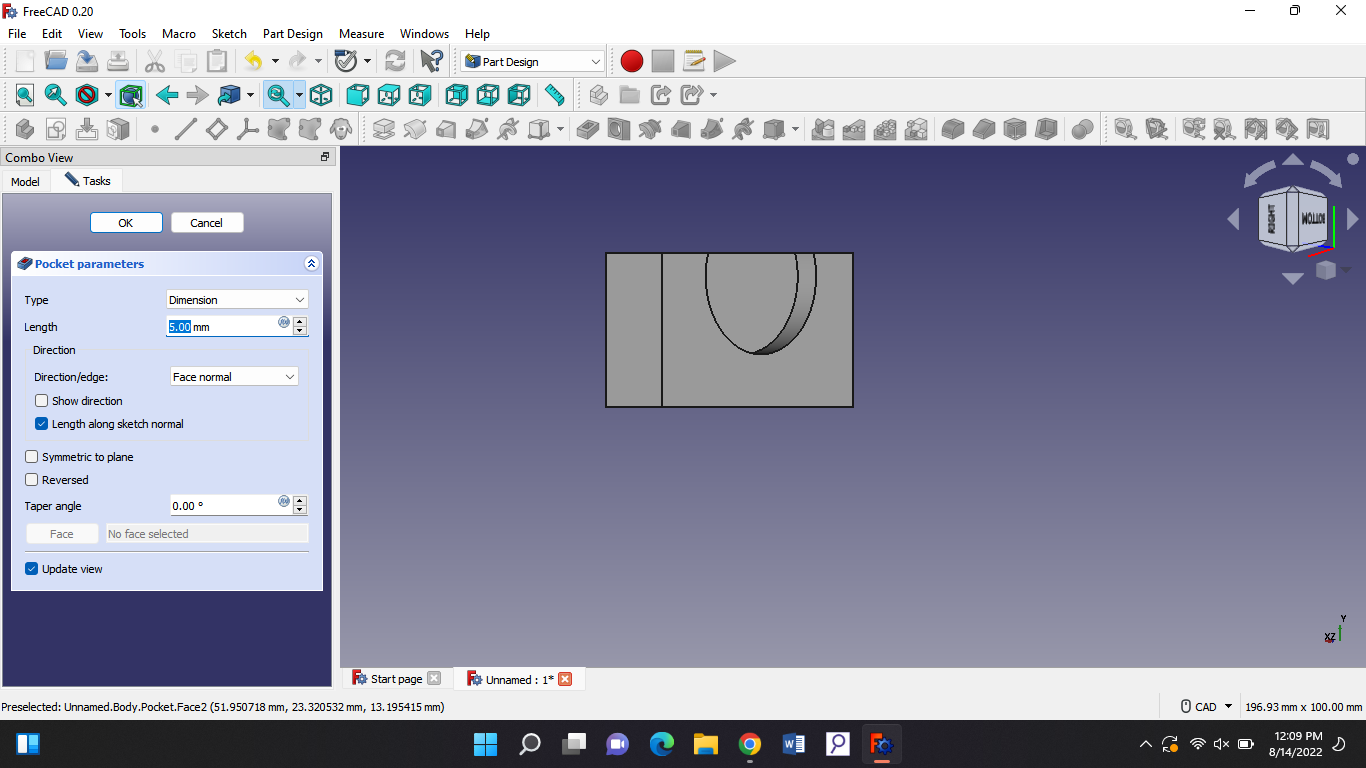 FreeCAD 0.20
File Edit View Tools Macro Sketch Part Design Measure Windows Help
Part Design
Combo View
Model Tasks
OK Cancel
Pocket parameters
Type Dimension
Length 5.00 mm
Direction
Direction/edge: Face normal
Show direction
Length along sketch normal
Symmetric to plane
Reversed
Taper angle 0.00 °
Face No face selected
Update view
RIGHT BOTTOM
Y
XZ
Start page Unnamed : 1*
Preselected: Unnamed.Body.Pocket.Face2 (51.950718 mm, 23.320532 mm, 13.195415 mm)
CAD 196.93 mm x 100.00 mm
12:09 PM
8/14/2022